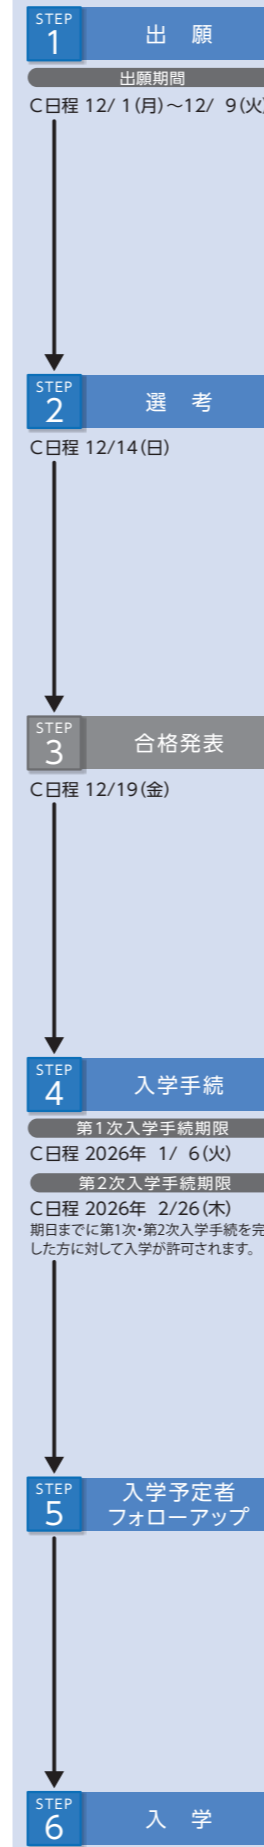 STEP
1
出 願
出願期間
C日程 12/ 1(月)～12/ 9(火)
STEP
2
選 考
C日程 12/14(日)
STEP
3
合格発表
C日程 12/19(金)
STEP
4
入学手続
第1次入学手続期限
C日程 2026年 1/ 6(火)
第2次入学手続期限
C日程 2026年 2/26(木)
期日までに第1次・第2次入学手続を完
した方に対して入学が許可されます。
STEP
5
入学予定者
フォローアップ
STEP
6
入 学